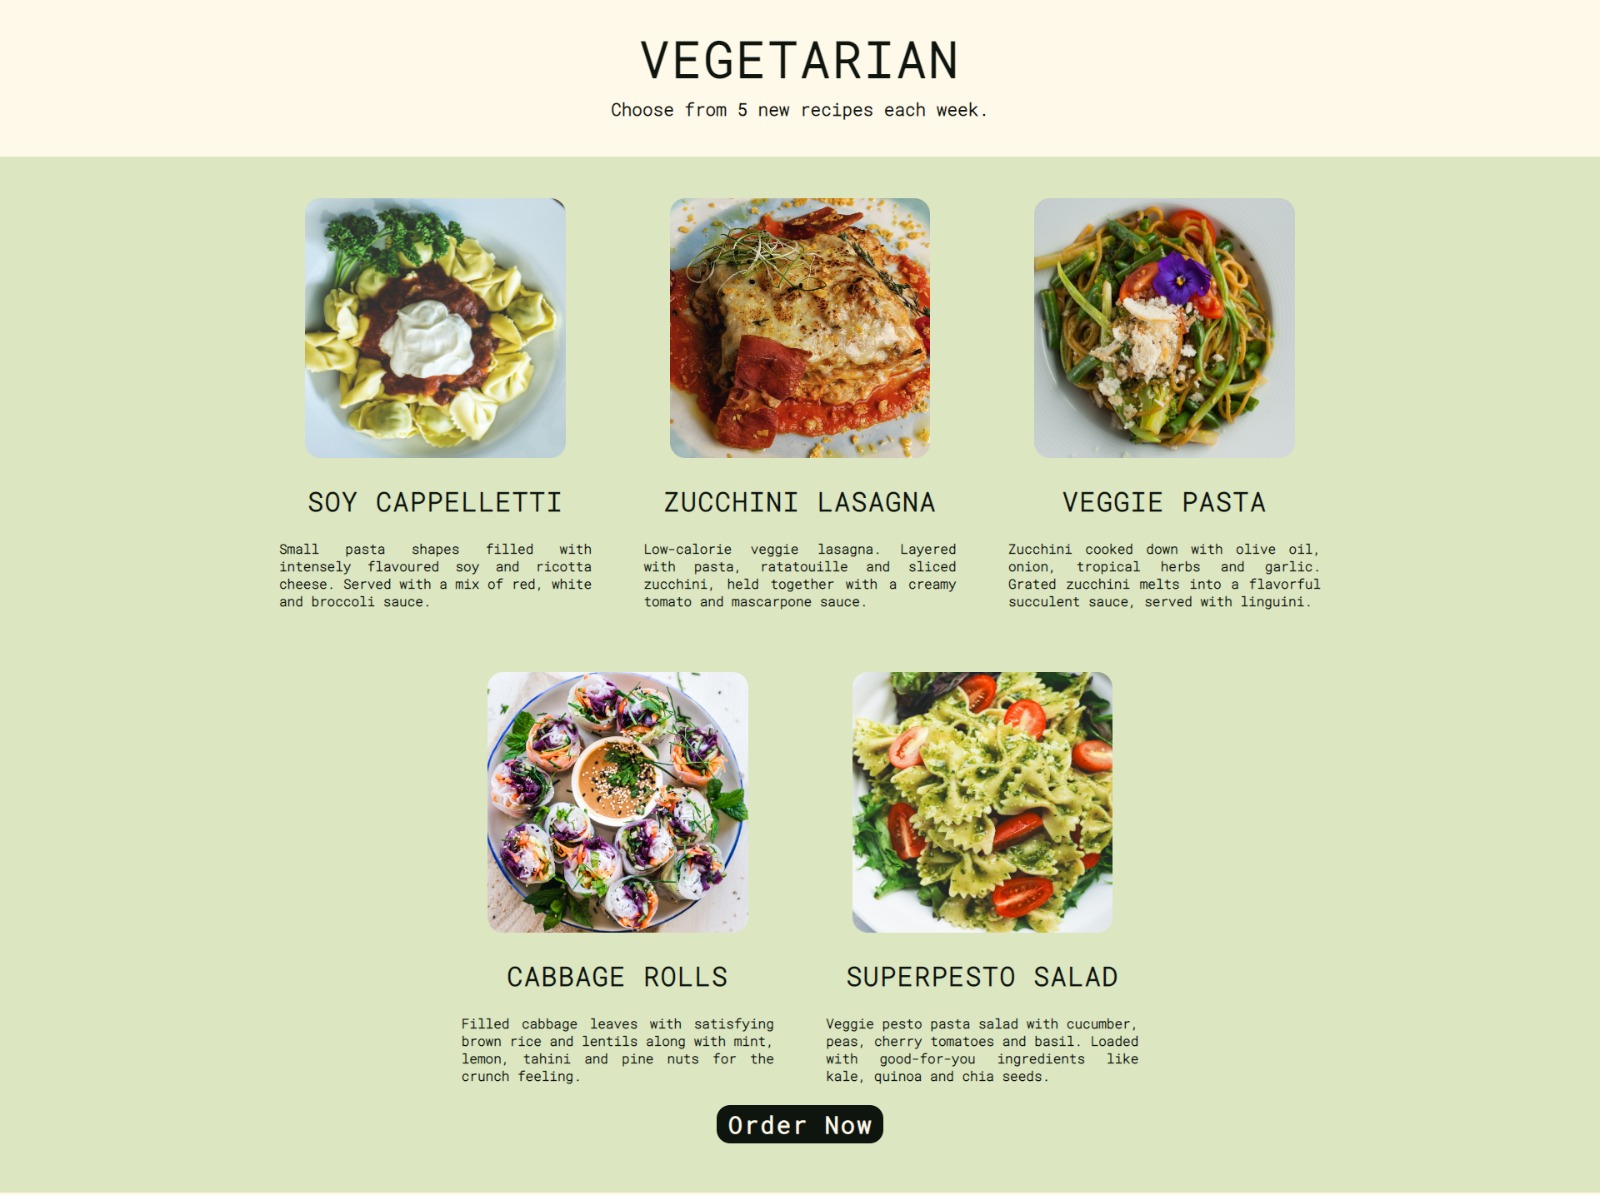 VEGETARIAN
Choose from 5 new recipes each week.
SOY CAPPELLETTI
Small pasta shapes filled with
intensely flavoured soy and ricotta
cheese. Served with a mix of red, white
and broccoli sauce.
ZUCCHINI LASAGNA
Low-calorie veggie lasagna. Layered
with pasta, ratatouille and sliced
zucchini, held together with a creamy
tomato and mascarpone sauce.
VEGGIE PASTA
Zucchini cooked down with olive oil,
onion, tropical herbs and garlic.
Grated zucchini melts into a flavorful
succulent sauce, served with linguini.
CABBAGE ROLLS
Filled cabbage leaves with satisfying
brown rice and lentils along with mint,
lemon, tahini and pine nuts for the
crunch feeling.
SUPERPESTO SALAD
Veggie pesto pasta salad with cucumber,
peas, cherry tomatoes and basil. Loaded
with good-for-you ingredients like
kale, quinoa and chia seeds.
Order Now